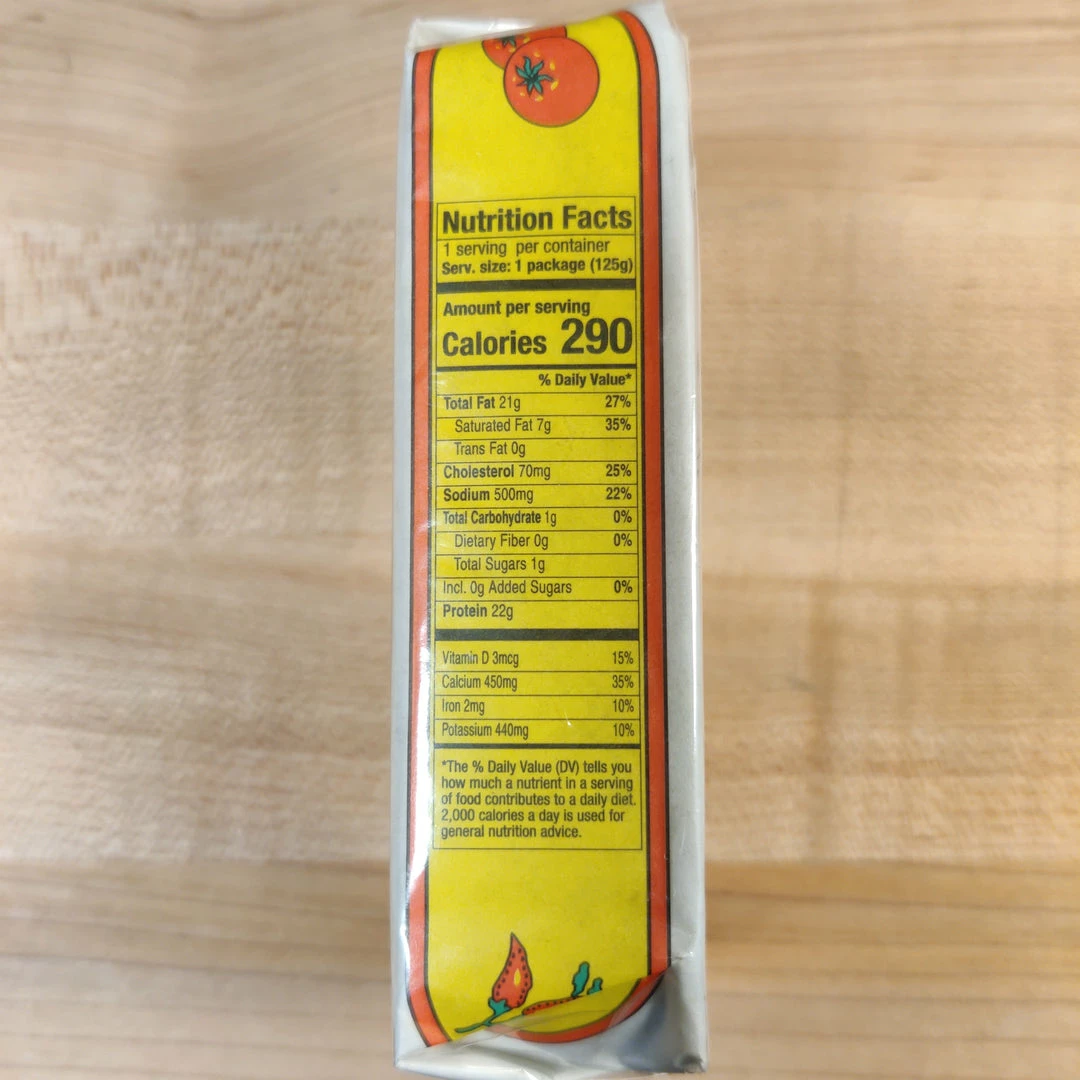 Nutrition Facts
1 serving per container
Serv. size: 1 package (125g)
Amount per serving
Calories 290
% Daily Value*
Total Fat 21g 27%
Saturated Fat 7g 35%
Trans Fat 0g
Cholesterol 70mg 25%
Sodium 500mg 22%
Total Carbohydrate 1g 0%
Dietary Fiber 0g 0%
Total Sugars 1g
Incl. 0g Added Sugars 0%
Protein 22g
Vitamin D 3mcg 15%
Calcium 450mg 35%
Iron 2mg 10%
Potassium 440mg 10%
*The % Daily Value (DV) tells you
how much a nutrient in a serving
of food contributes to a daily diet.
2,000 calories a day is used for
general nutrition advice.